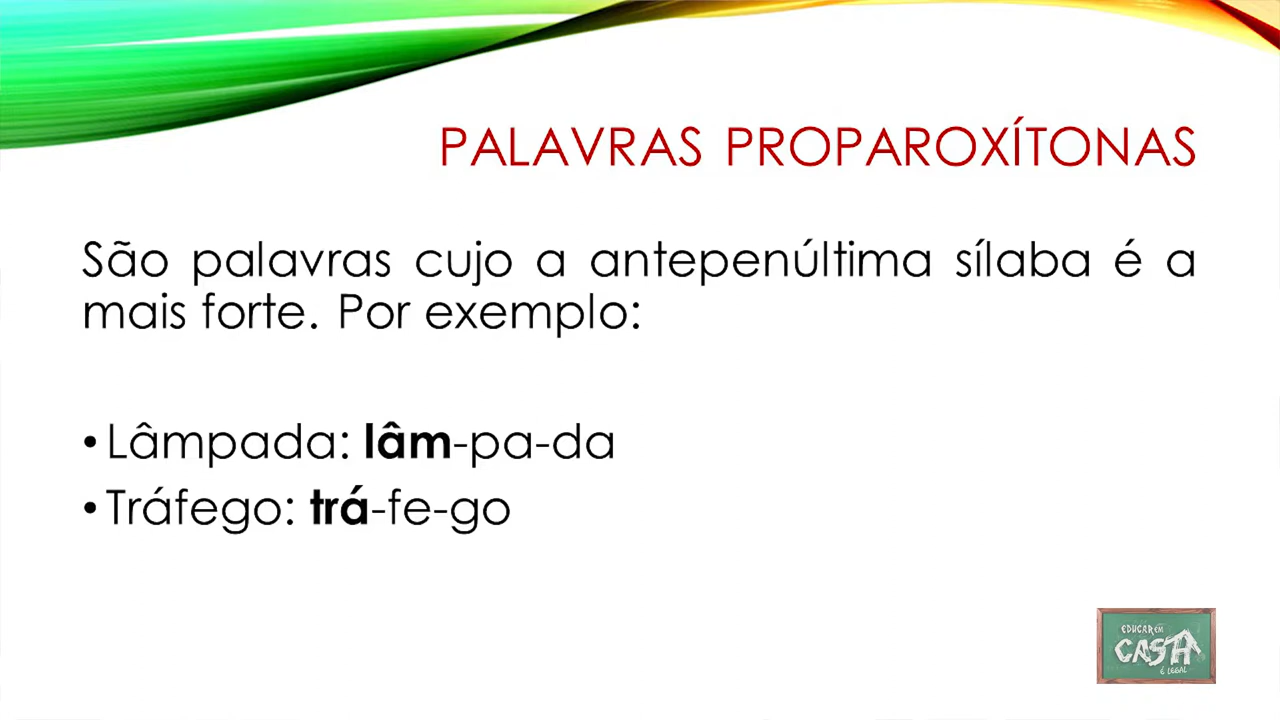 PALAVRAS PROPAROXÍTONAS
São palavras cujo a antepenúltima sílaba é a
mais forte. Por exemplo:
• Lâmpada: lâm-pa-da
• Tráfego: trá-fe-go
EDUCAR EM
CASA
É LEGAL